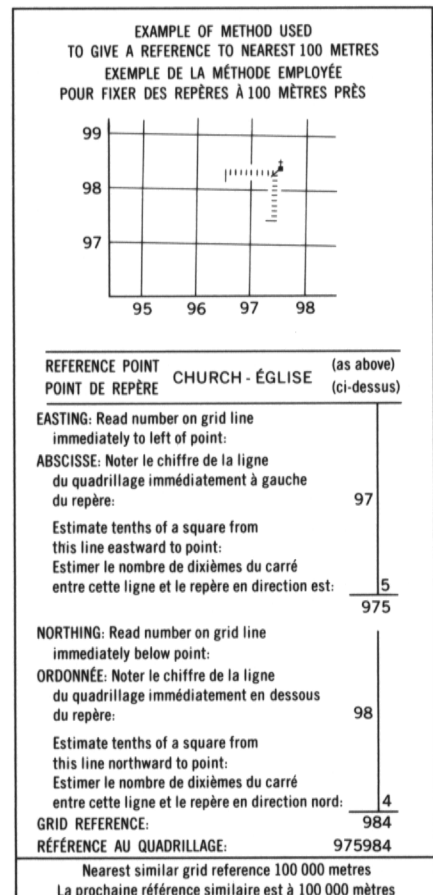 EXAMPLE OF METHOD USED
TO GIVE A REFERENCE TO NEAREST 100 METRES
EXEMPLE DE LA MÉTHODE EMPLOYÉE
POUR FIXER DES REPÈRES À 100 MÈTRES PRÈS
99
98
97
95 96 97 98
REFERENCE POINT
POINT DE REPÈRE
CHURCH - ÉGLISE
(as above)
(ci-dessus)
EASTING: Read number on grid line
immediately to left of point:
ABSCISSE: Noter le chiffre de la ligne
du quadrillage immédiatement à gauche
du repère: 97
Estimate tenths of a square from
this line eastward to point:
Estimer le nombre de dixièmes du carré
entre cette ligne et le repère en direction est: 5
975
NORTHING: Read number on grid line
immediately below point:
ORDONNÉE: Noter le chiffre de la ligne
du quadrillage immédiatement en dessous
du repère: 98
Estimate tenths of a square from
this line northward to point:
Estimer le nombre de dixièmes du carré
entre cette ligne et le repère en direction nord: 4
GRID REFERENCE: 984
RÉFÉRENCE AU QUADRILLAGE: 975984
Nearest similar grid reference 100 000 metres
La prochaine référence similaire est à 100 000 mètres